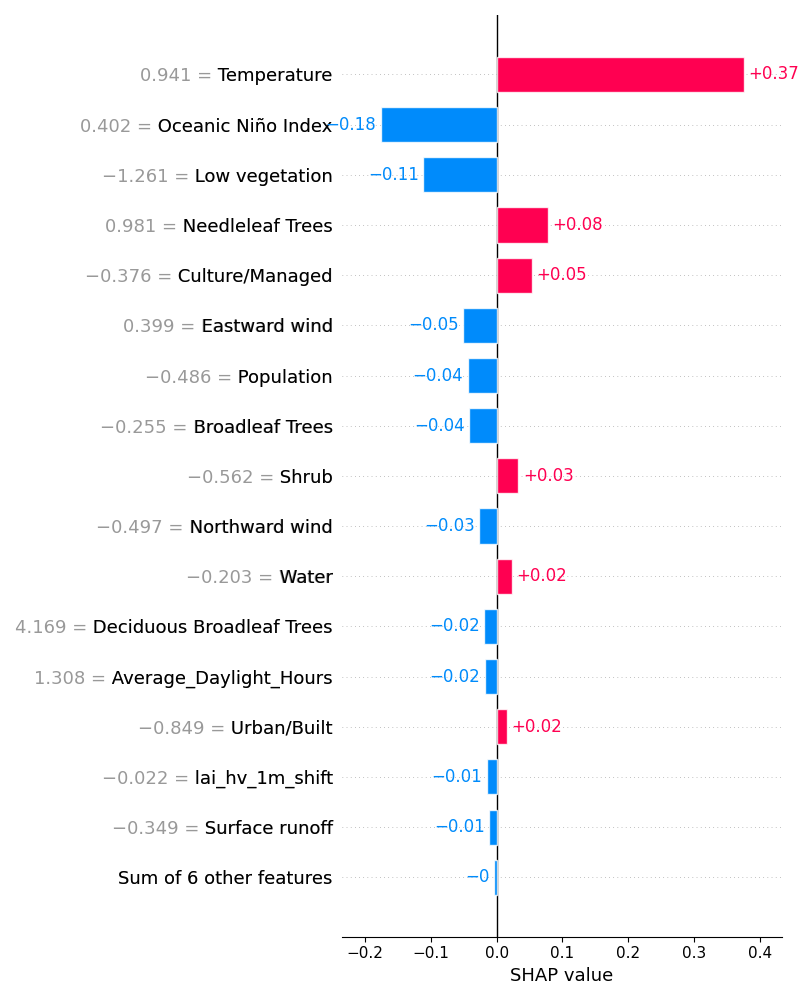 0.941 = Temperature +0.37
0.402 = Oceanic Niño Index −0.18
−1.261 = Low vegetation −0.11
0.981 = Needleleaf Trees +0.08
−0.376 = Culture/Managed +0.05
0.399 = Eastward wind −0.05
−0.486 = Population −0.04
−0.255 = Broadleaf Trees −0.04
−0.562 = Shrub +0.03
−0.497 = Northward wind −0.03
−0.203 = Water +0.02
4.169 = Deciduous Broadleaf Trees −0.02
1.308 = Average_Daylight_Hours −0.02
−0.849 = Urban/Built +0.02
−0.022 = lai_hv_1m_shift −0.01
−0.349 = Surface runoff −0.01
Sum of 6 other features −0
−0.2 −0.1 0.0 0.1 0.2 0.3 0.4
SHAP value